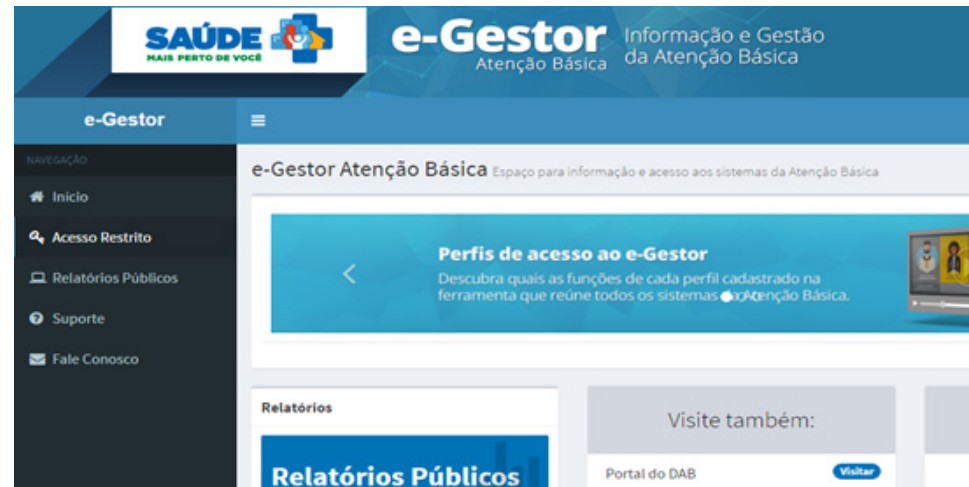 SAÚDE
MAIS PERTO DE VOCÊ
e-Gestor
Atenção Básica
Informação e Gestão
da Atenção Básica
e-Gestor
NAVEGAÇÃO
Início
Acesso Restrito
Relatórios Públicos
Suporte
Fale Conosco
e-Gestor Atenção Básica Espaço para informação e acesso aos sistemas da Atenção Básica
Perfis de acesso ao e-Gestor
Descubra quais as funções de cada perfil cadastrado na
ferramenta que reúne todos os sistemas da Atenção Básica.
Relatórios
Relatórios Públicos
Visite também:
Portal do DAB
Visitar